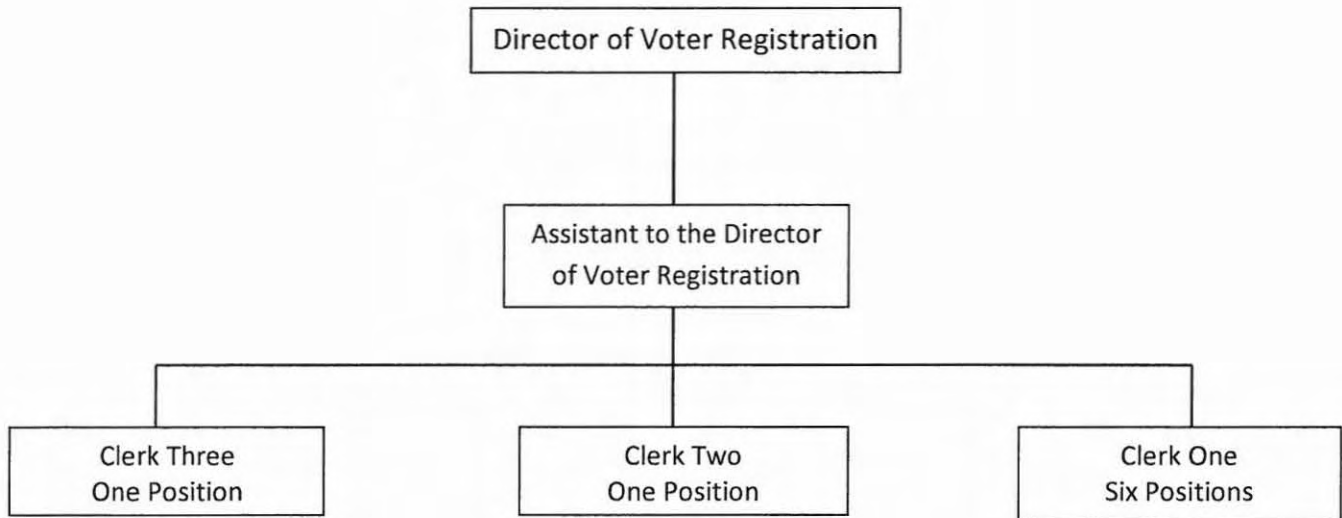 Director of Voter Registration
Assistant to the Director
of Voter Registration
Clerk Three
One Position
Clerk Two
One Position
Clerk One
Six Positions